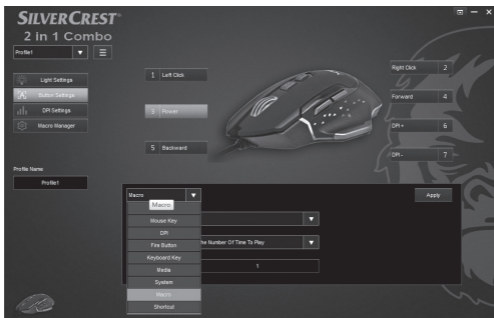 SILVERCREST®
2 in 1 Combo
Profile1
Light Settings
Button Settings
DPI Settings
Macro Manager
Profile Name
Profile1
1 Left Click
3 Power
5 Backward
Right Click 2
Forward 4
DPI+ 6
DPI- 7
Macro
Apply
Macro
Mouse Key
DPI
Fire Button
he Number Of Time To Play
Keyboard Key
Media
1
System
Macro
Shortcut